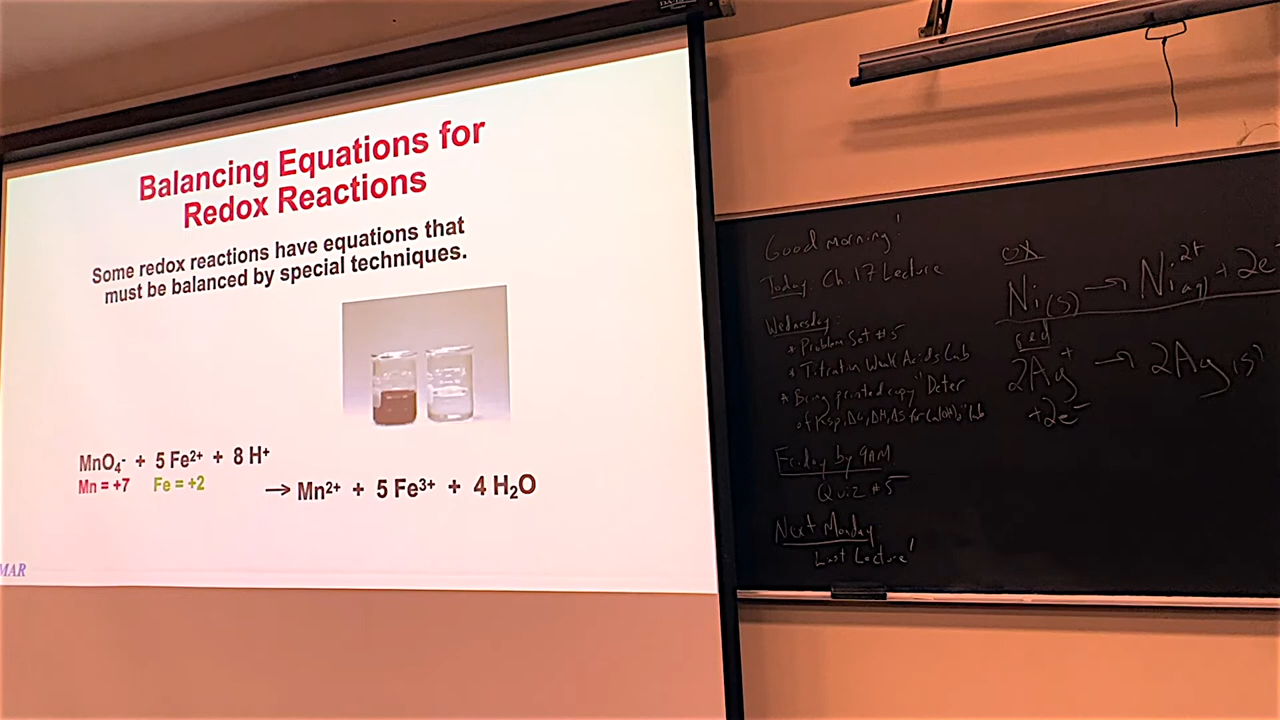 Balancing Equations for
Redox Reactions
Some redox reactions have equations that
must be balanced by special techniques.
MnO₄⁻ + 5 Fe²⁺ + 8 H⁺
Mn = +7 Fe = +2
→ Mn²⁺ + 5 Fe³⁺ + 4 H₂O
MAR
Good morning!
Today: Ch. 17 Lecture
Wednesday:
* Problem Set #5
* Titration Weak Acids Lab
* Bring printed copy "Deter
of Ksp, ΔG, ΔH, ΔS for Ca(OH)₂" lab
Friday by 9AM
Quiz #5
Next Monday
Last Lecture!
ox
Ni(s) → Ni²⁺(aq) + 2e⁻
red
2Ag⁺ → 2Ag(s)
+2e⁻